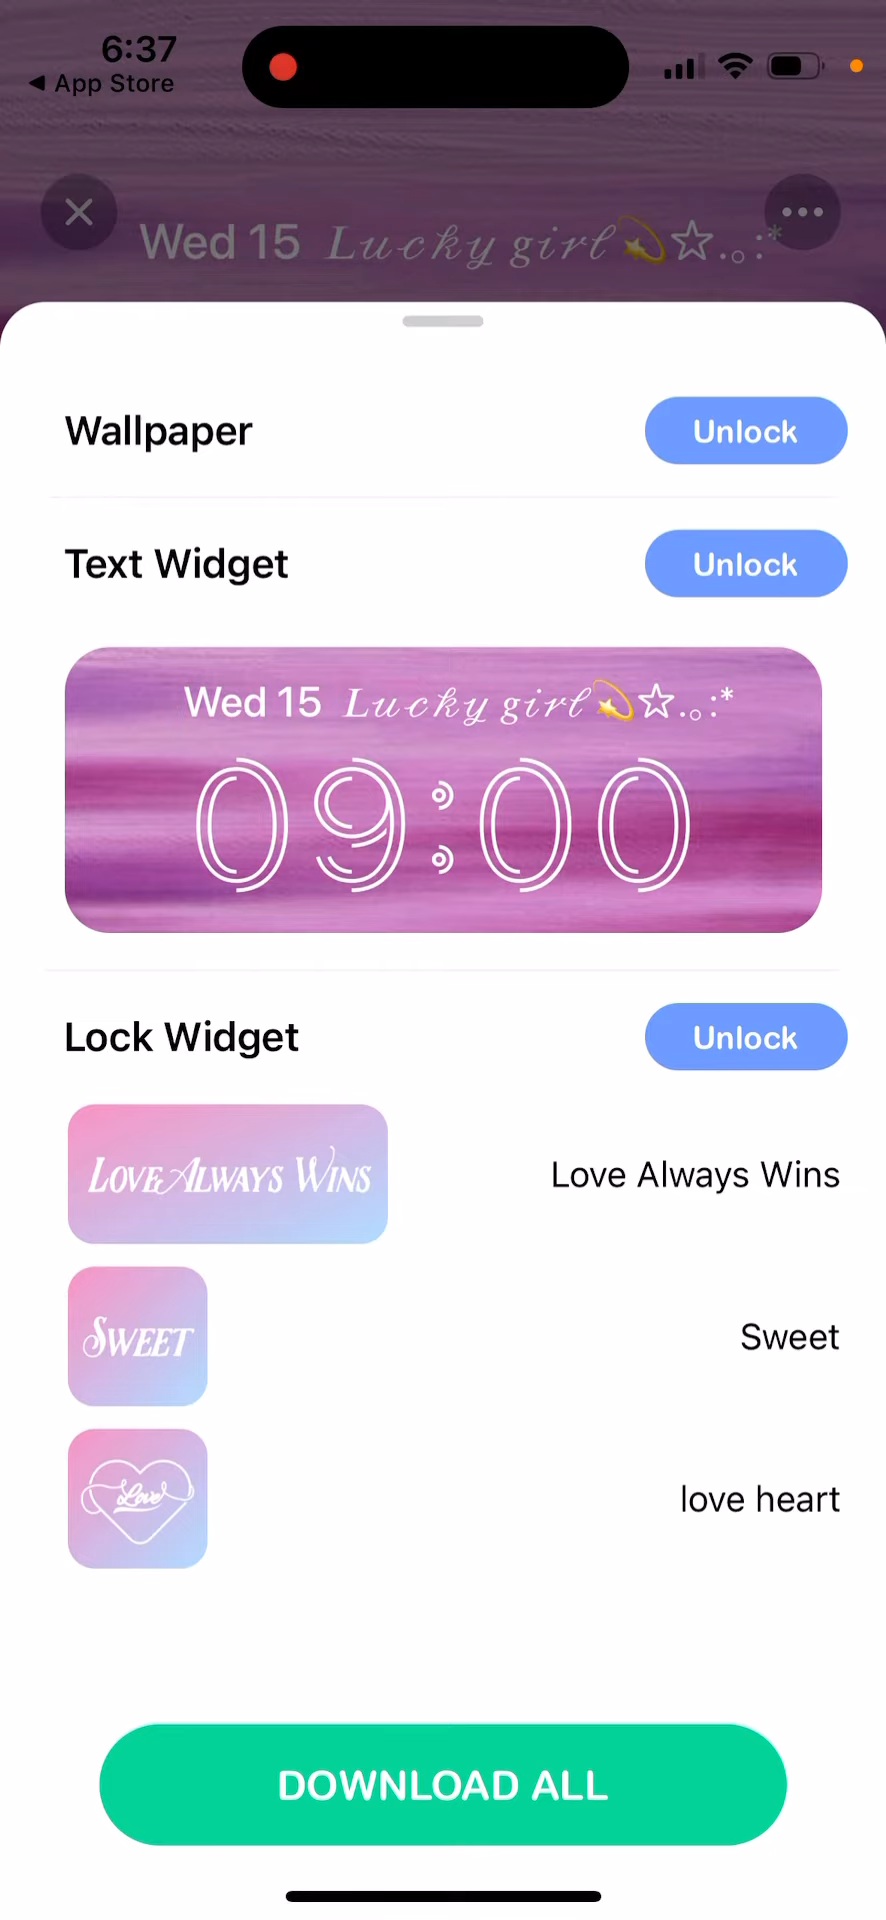 6:37
◀ App Store
Wed 15 Lucky girl💫☆.｡:*
Wallpaper
Unlock
Text Widget
Unlock
Wed 15 Lucky girl💫☆.｡:*
09:00
Lock Widget
Unlock
LOVE ALWAYS WINS
Love Always Wins
SWEET
Sweet
Love
love heart
DOWNLOAD ALL